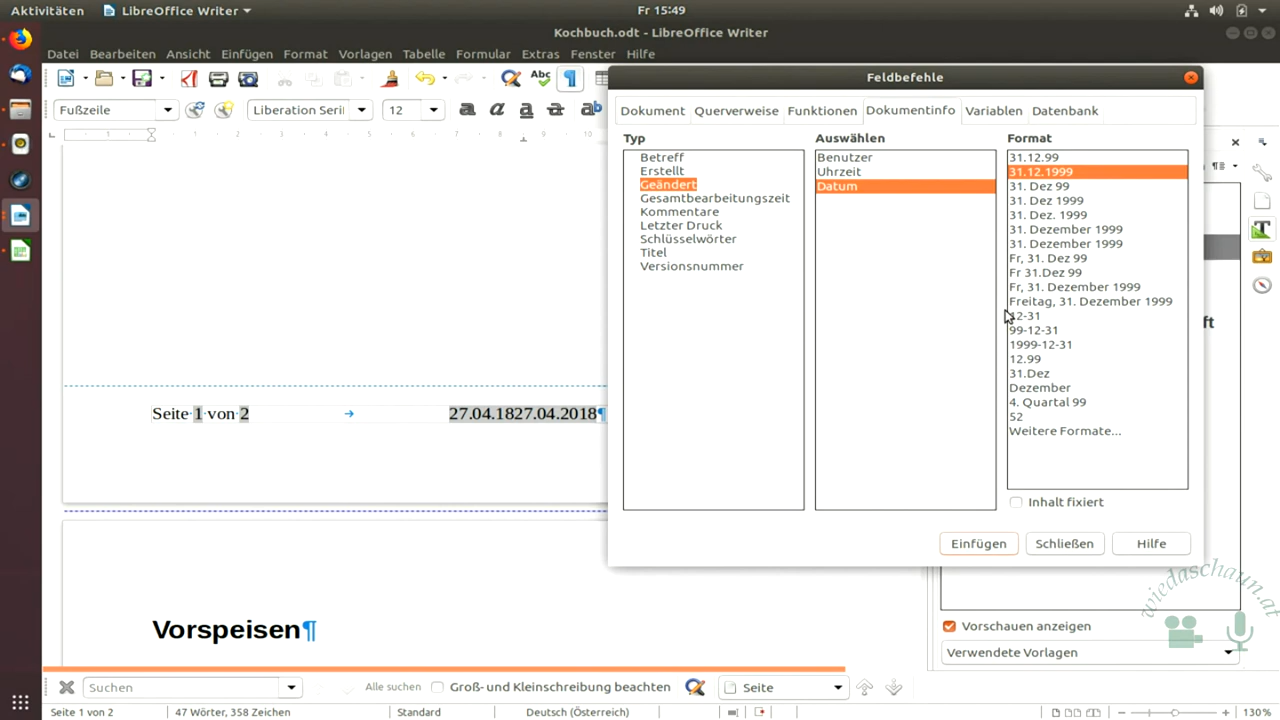 Aktivitäten
LibreOffice Writer
Fr 15:49
Kochbuch.odt - LibreOffice Writer
Datei Bearbeiten Ansicht Einfügen Format Vorlagen Tabelle Formular Extras Fenster Hilfe
Fußzeile
Liberation Seri
12
Feldbefehle
Dokument Querverweise Funktionen Dokumentinfo Variablen Datenbank
Typ
Betreff
Erstellt
Geändert
Gesamtbearbeitungszeit
Kommentare
Letzter Druck
Schlüsselwörter
Titel
Versionsnummer
Auswählen
Benutzer
Uhrzeit
Datum
Format
31.12.99
31.12.1999
31. Dez 99
31. Dez 1999
31. Dez. 1999
31. Dezember 1999
31. Dezember 1999
Fr, 31. Dez 99
Fr 31.Dez 99
Fr, 31. Dezember 1999
Freitag, 31. Dezember 1999
12-31
99-12-31
1999-12-31
12.99
31.Dez
Dezember
4. Quartal 99
52
Weitere Formate...
Inhalt fixiert
Einfügen Schließen Hilfe
Seite 1 von 2 → 27.04.1827.04.2018¶
Vorspeisen¶
ft
wiedaschaun.at
Vorschauen anzeigen
Verwendete Vorlagen
Suchen
Alle suchen
Groß- und Kleinschreibung beachten
Seite
Seite 1 von 2
47 Wörter, 358 Zeichen
Standard
Deutsch (Österreich)
130%